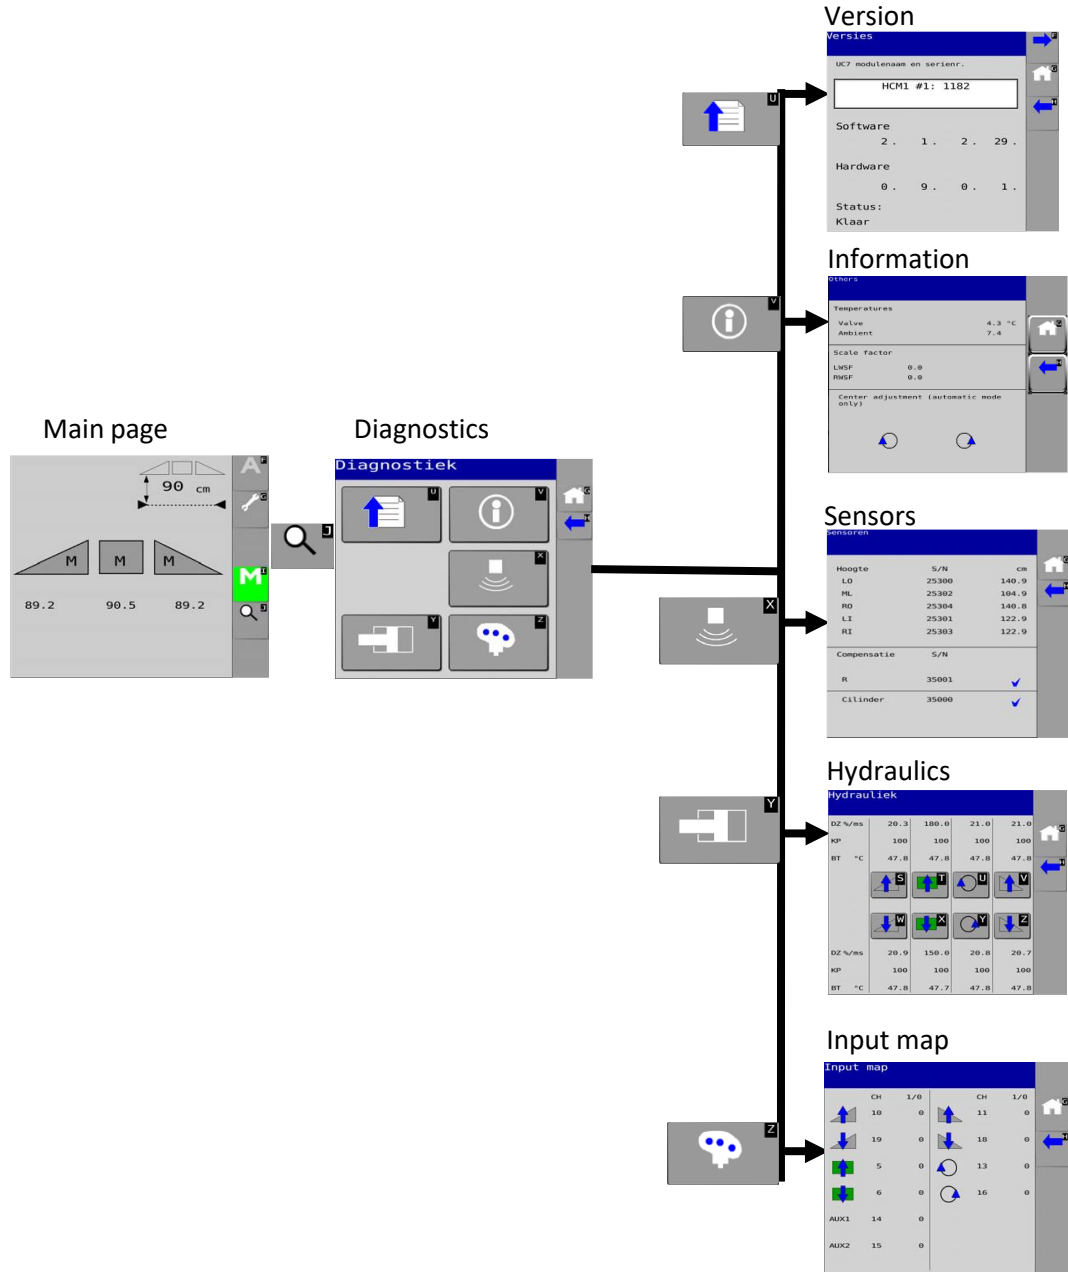 Version
Versies
F
UC7 modulenaam en serienr.
G
HCM1 #1: 1182
U
I
Software
2. 1. 2. 29.
Hardware
0. 9. 0. 1.
Status:
Klaar
Information
Others
V
Temperatures
Valve 4.3 °C
Ambient 7.4
G
Scale factor
LWSF 0.0
RWSF 0.0
Center adjustment (automatic mode
only)
Main page
Diagnostics
A F
90 cm
G
M M M
M I
89.2 90.5 89.2
J
J
Diagnostiek
U V
G
I
X
Y Z
Sensors
Sensoren
Hoogte S/N cm
LO 25300 140.9
ML 25302 104.9
RO 25304 140.8
LI 25301 122.9
RI 25303 122.9
G
X
Compensatie S/N
R 35001
Cilinder 35000
Hydraulics
Hydrauliek
Y
DZ %/ms 20.3 180.0 21.0 21.0
KP 100 100 100 100
BT °C 47.8 47.8 47.8 47.8
G
I
S T U V
W X Y Z
DZ %/ms 20.9 150.0 20.8 20.7
KP 100 100 100 100
BT °C 47.8 47.7 47.8 47.8
Input map
Input map
Z
CH 1/0 CH 1/0
10 0 11 0
G
19 0 18 0
I
5 0 13 0
6 0 16 0
AUX1 14 0
AUX2 15 0